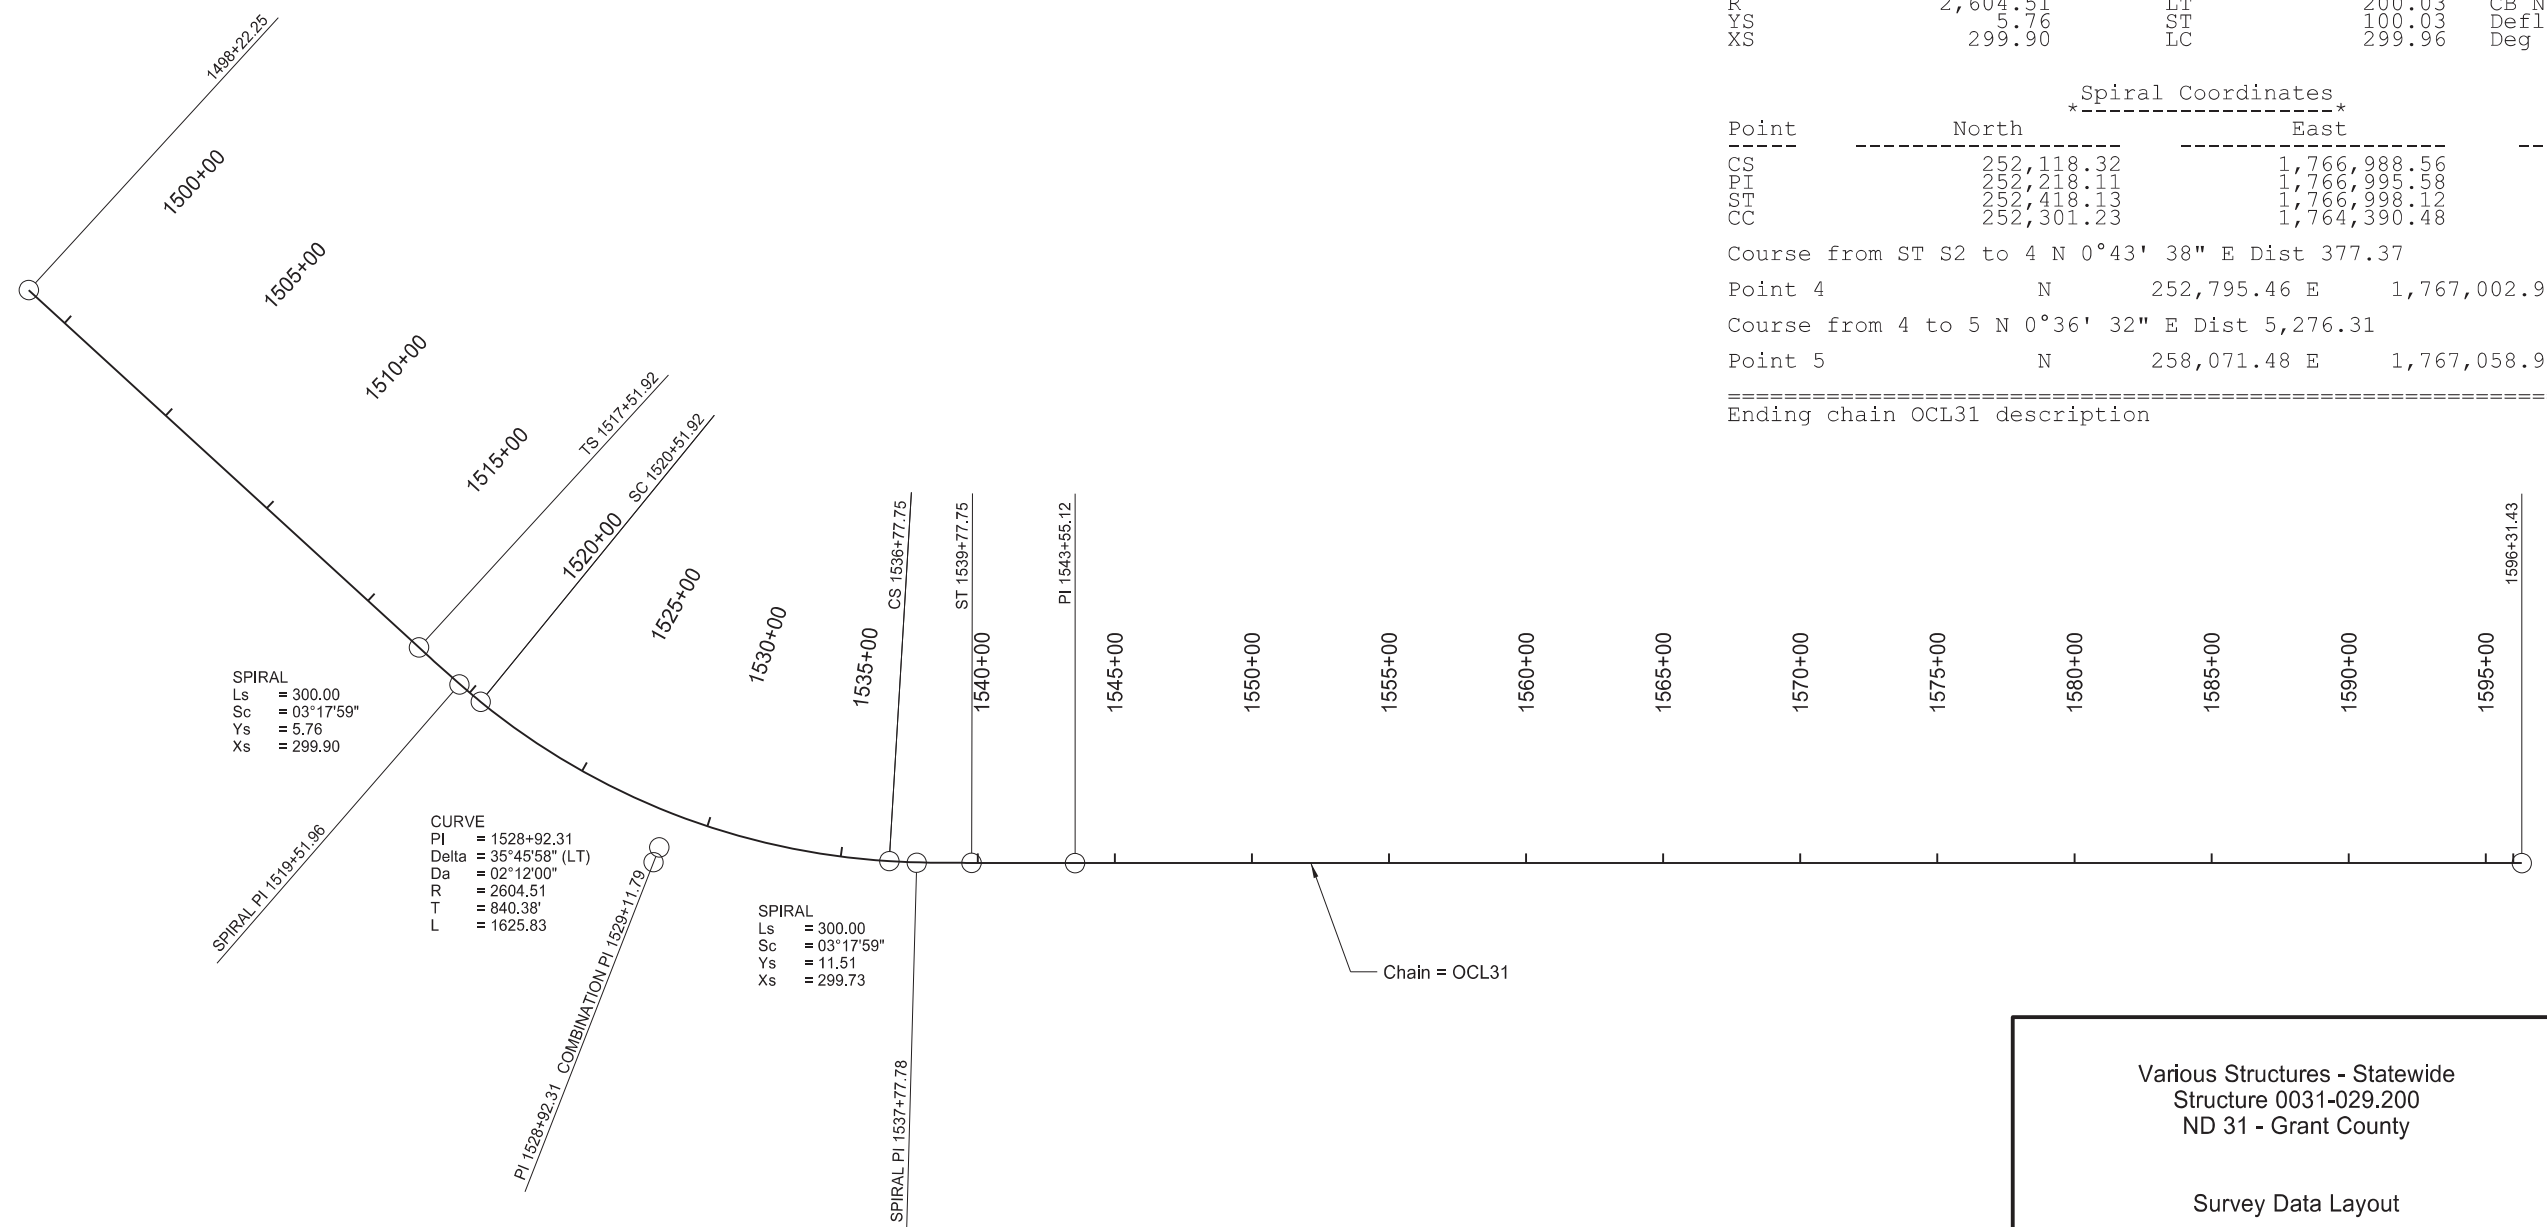 R 2,604.51 LT 200.03 CB N
YS 5.76 ST 100.03 Defl
XS 299.90 LC 299.96 Deg
Spiral Coordinates
*------------------*
Point North East
----- ------------------- ------------------- --
CS 252,118.32 1,766,988.56
PI 252,218.11 1,766,995.58
ST 252,418.13 1,766,998.12
CC 252,301.23 1,764,390.48
Course from ST S2 to 4 N 0°43' 38" E Dist 377.37
Point 4 N 252,795.46 E 1,767,002.9
Course from 4 to 5 N 0°36' 32" E Dist 5,276.31
Point 5 N 258,071.48 E 1,767,058.9
==========================================================
Ending chain OCL31 description
1498+22.25
1500+00
1505+00
1510+00
1515+00
TS 1517+51.92
1520+00
SC 1520+51.92
1525+00
1530+00
1535+00
CS 1536+77.75
ST 1539+77.75
1540+00
PI 1543+55.12
1545+00
1550+00
1555+00
1560+00
1565+00
1570+00
1575+00
1580+00
1585+00
1590+00
1595+00
1596+31.43
SPIRAL
Ls = 300.00
Sc = 03°17'59"
Ys = 5.76
Xs = 299.90
SPIRAL PI 1519+51.96
CURVE
PI = 1528+92.31
Delta = 35°45'58" (LT)
Da = 02°12'00"
R = 2604.51
T = 840.38'
L = 1625.83
PI 1528+92.31 COMBINATION PI 1529+11.79
SPIRAL
Ls = 300.00
Sc = 03°17'59"
Ys = 11.51
Xs = 299.73
SPIRAL PI 1537+77.78
Chain = OCL31
Various Structures - Statewide
Structure 0031-029.200
ND 31 - Grant County
Survey Data Layout